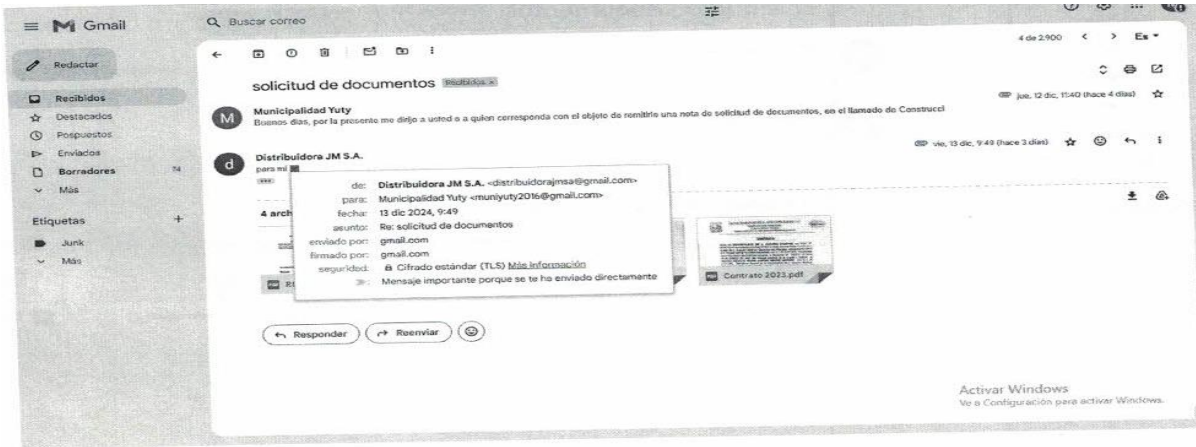 Gmail
Buscar correo
4 de 2.900
Es
Redactar
Recibidos
Destacados
Pospuestos
Enviados
Borradores 74
Más
Etiquetas
Junk
Más
solicitud de documentos Recibidos x
M
Municipalidad Yuty
jue, 12 dic, 11:40 (hace 4 días)
Buenos dias, por la presente me dirijo a usted o a quien corresponda con el objeto de remitirle una nota de solicitud de documentos, en el llamado de Construcci
d
Distribuidora JM S.A.
vie, 13 dic, 9:49 (hace 3 días)
para mí
de: Distribuidora JM S.A. <distribuidorajmsa@gmail.com>
para: Municipalidad Yuty <muniyuty2016@gmail.com>
fecha: 13 dic 2024, 9:49
asunto: Re: solicitud de documentos
enviado por: gmail.com
firmado por: gmail.com
seguridad: Cifrado estándar (TLS) Más información
Mensaje importante porque se te ha enviado directamente
4 arch
PDF
PDF Contrato 2023.pdf
Responder
Reenviar
Activar Windows
Ve a Configuración para activar Windows.